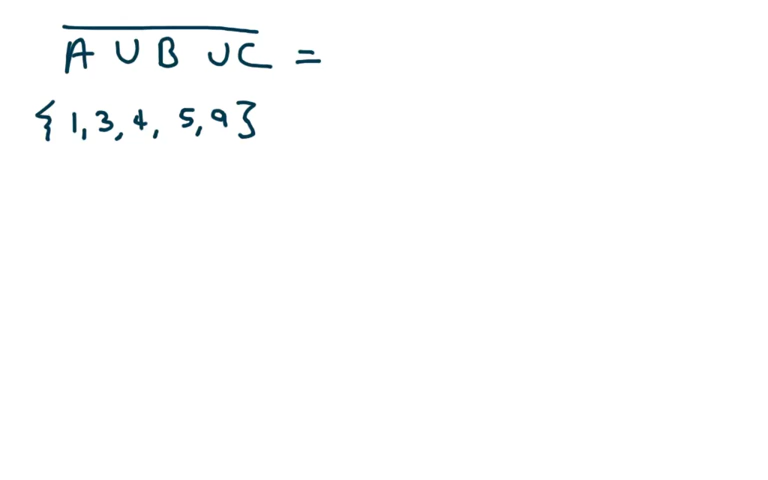 A ∪ B ∪ C =
{ 1, 3, 4, 5, 9 }